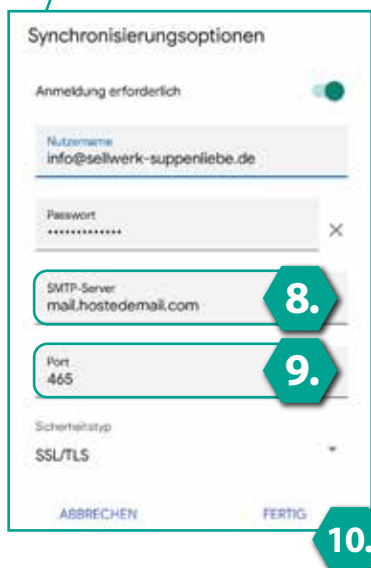 Synchronisierungsoptionen
Anmeldung erforderlich
Nutzername
info@sellwerk-suppenliebe.de
Passwort
•••••••••••••
SMTP-Server
mail.hostedemail.com
8.
Port
465
9.
Sicherheitstyp
SSL/TLS
ABBRECHEN FERTIG
10.